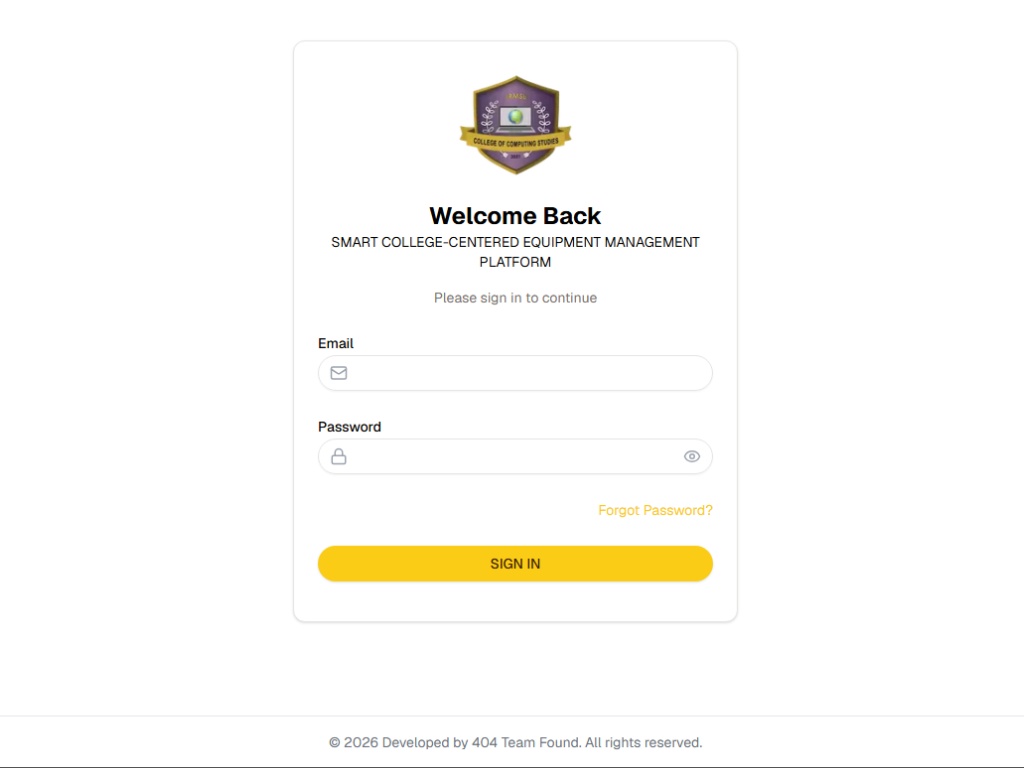 COLLEGE OF COMPUTING STUDIES
Welcome Back
SMART COLLEGE-CENTERED EQUIPMENT MANAGEMENT
PLATFORM
Please sign in to continue
Email
Password
Forgot Password?
SIGN IN
© 2026 Developed by 404 Team Found. All rights reserved.